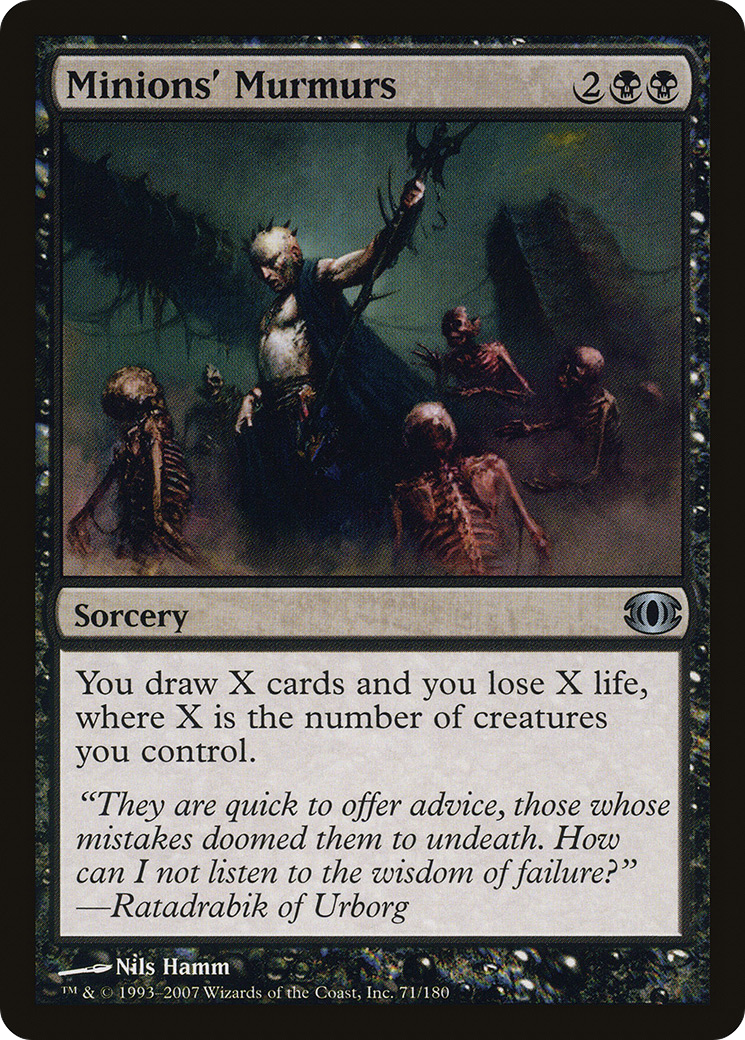 Minions' Murmurs 2
Sorcery
You draw X cards and you lose X life,
where X is the number of creatures
you control.
“They are quick to offer advice, those whose
mistakes doomed them to undeath. How
can I not listen to the wisdom of failure?”
—Ratadrabik of Urborg
Nils Hamm
™ & © 1993–2007 Wizards of the Coast, Inc. 71/180